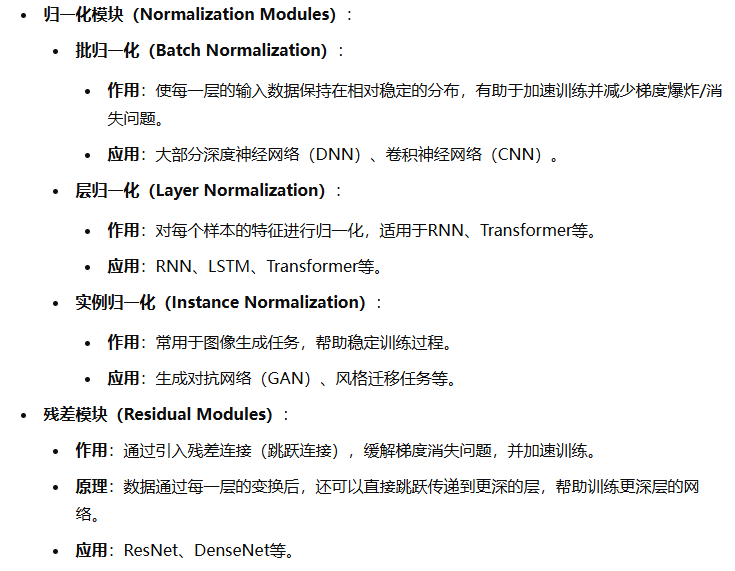 • 归一化模块（Normalization Modules）：
• 批归一化（Batch Normalization）：
• 作用：使每一层的输入数据保持在相对稳定的分布，有助于加速训练并减少梯度爆炸/消
失问题。
• 应用：大部分深度神经网络（DNN）、卷积神经网络（CNN）。
• 层归一化（Layer Normalization）：
• 作用：对每个样本的特征进行归一化，适用于RNN、Transformer等。
• 应用：RNN、LSTM、Transformer等。
• 实例归一化（Instance Normalization）：
• 作用：常用于图像生成任务，帮助稳定训练过程。
• 应用：生成对抗网络（GAN）、风格迁移任务等。
• 残差模块（Residual Modules）：
• 作用：通过引入残差连接（跳跃连接），缓解梯度消失问题，并加速训练。
• 原理：数据通过每一层的变换后，还可以直接跳跃传递到更深的层，帮助训练更深层的网
络。
• 应用：ResNet、DenseNet等。